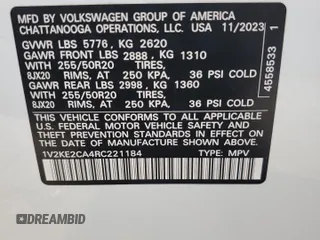 MFD BY VOLKSWAGEN GROUP OF AMERICA
CHATTANOOGA OPERATIONS, LLC. USA 11/2023
GVWR LBS 5776, KG 2620
GAWR FRONT LBS 2888, KG 1310
WITH 255/50R20 TIRES
8JX20 RIMS, AT 250 KPA, 36 PSI COLD
GAWR REAR LBS 2998, KG 1360
WITH 255/50R20 TIRES
8JX20 RIMS, AT 250 KPA, 36 PSI COLD
THIS VEHICLE CONFORMS TO ALL APPLICABLE
U.S. FEDERAL MOTOR VEHICLE SAFETY, BUMPER,
AND THEFT PREVENTION STANDARDS IN EFFECT ON
THE DATE OF MANUFACTURE SHOWN ABOVE.
1V2KE2CA4RC221184 TYPE: MPV
4558533 1
DREAMBID